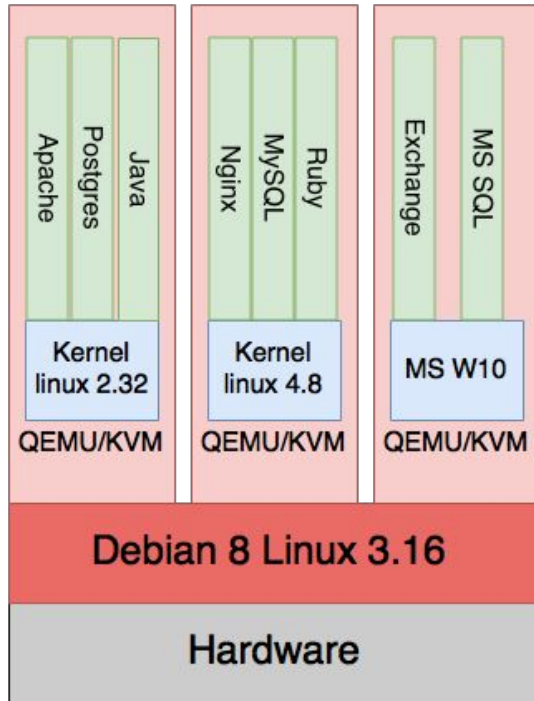 Apache
Postgres
Java
Kernel
linux 2.32
QEMU/KVM
Nginx
MySQL
Ruby
Kernel
linux 4.8
QEMU/KVM
Exchange
MS SQL
MS W10
QEMU/KVM
Debian 8 Linux 3.16
Hardware